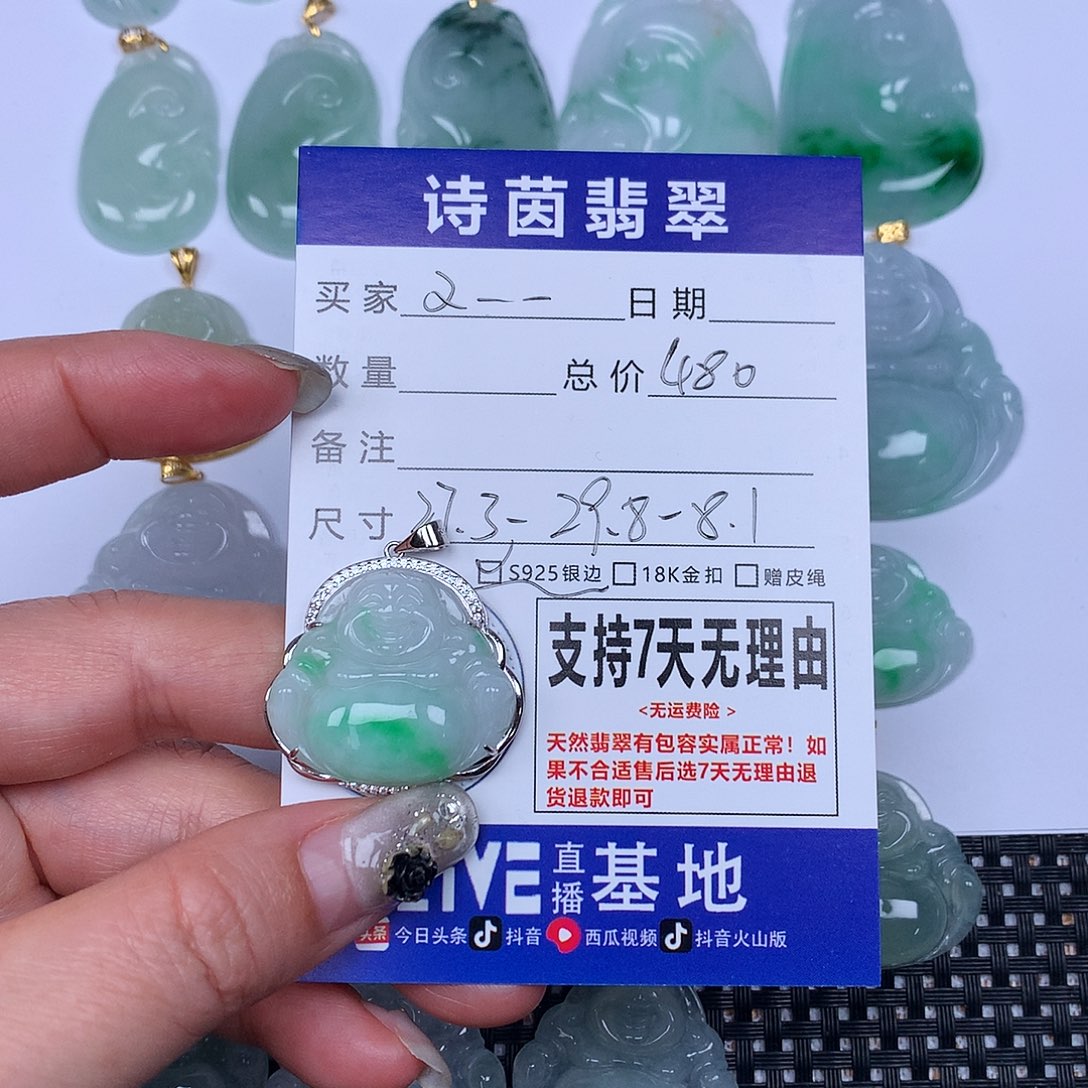 诗茵翡翠
买家 2-- 日期
数量 总价 480
备注
尺寸 27.3-29.8-8.1
S925银边 18K金扣 赠皮绳
支持7天无理由
<无运费险>
天然翡翠有包容实属正常！如
果不合适售后选7天无理由退
货退款即可
LIVE直播基地
头条 今日头条 抖音 西瓜视频 抖音火山版